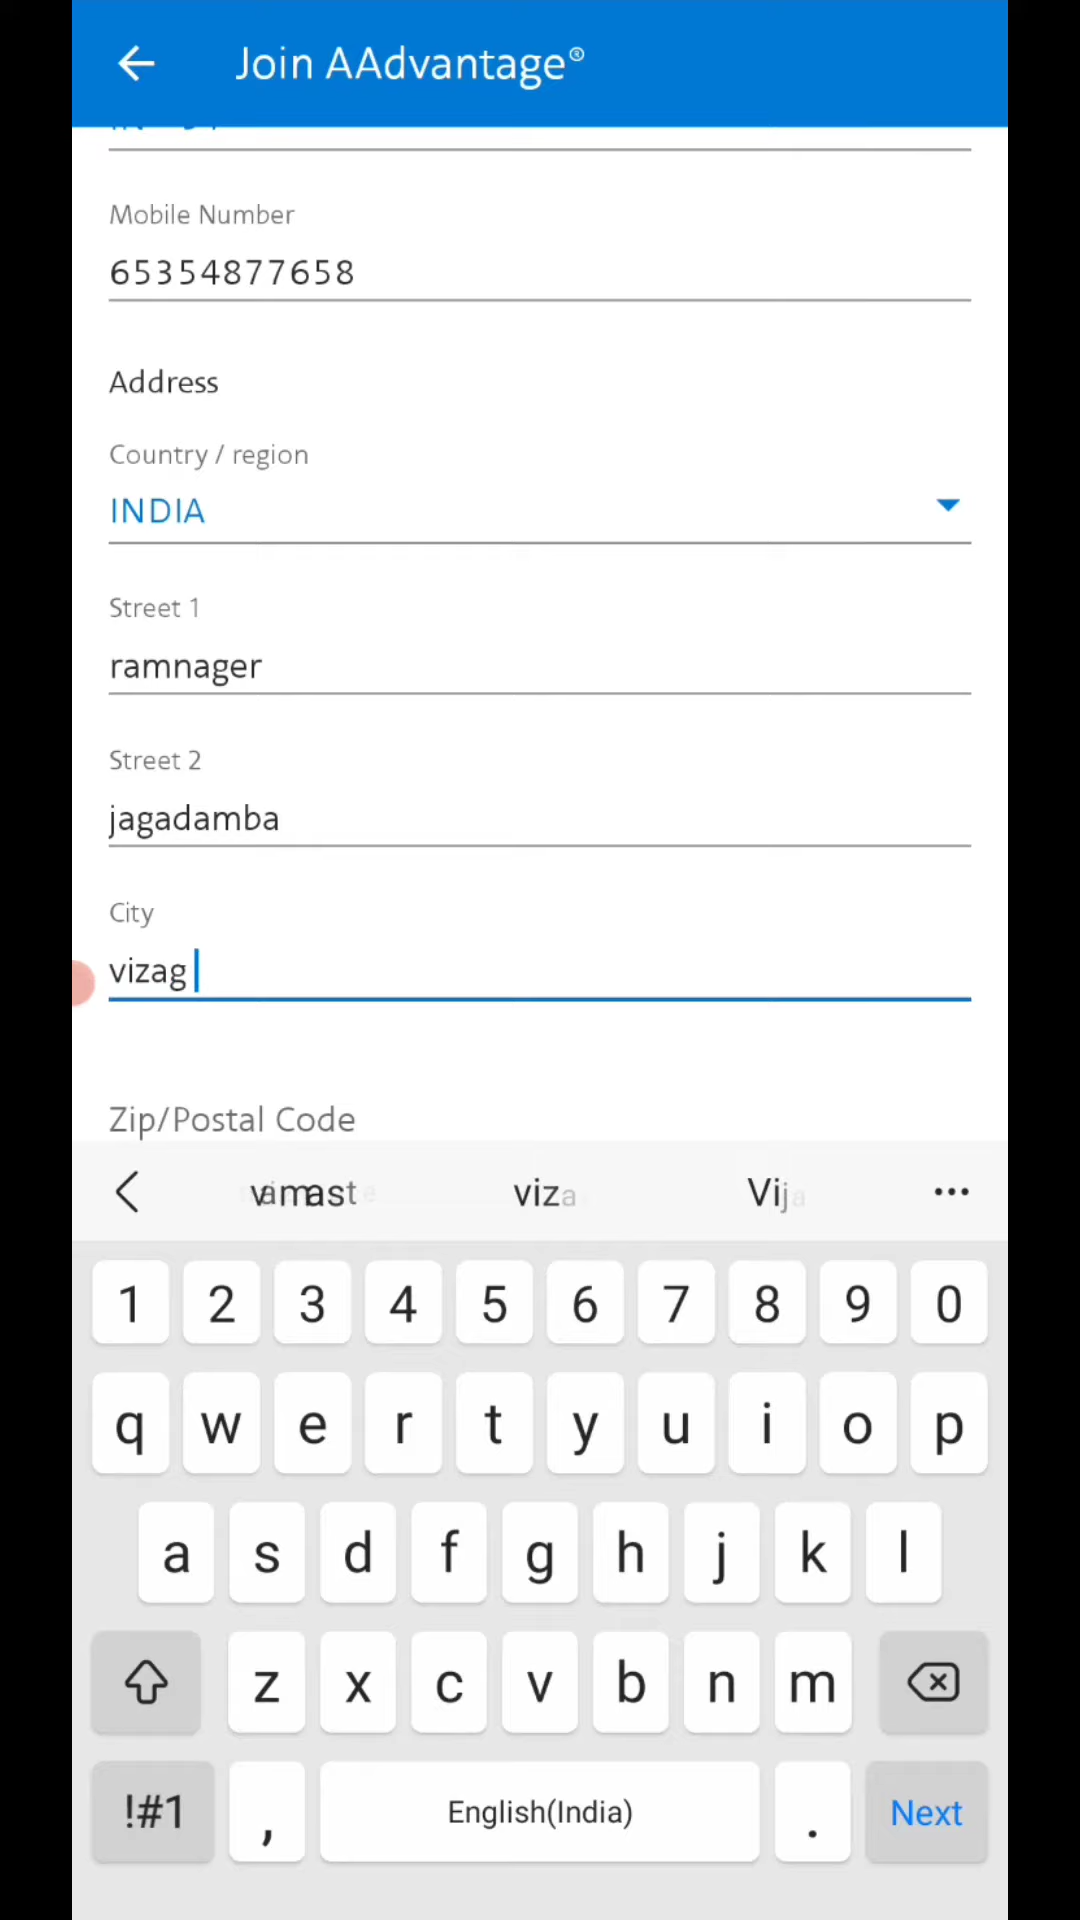 Join AAdvantage®
Mobile Number
65354877658
Address
Country / region
INDIA
Street 1
ramnager
Street 2
jagadamba
City
vizag
Zip/Postal Code
viza Vija
1 2 3 4 5 6 7 8 9 0
q w e r t y u i o p
a s d f g h j k l
z x c v b n m
!#1 , English(India) . Next